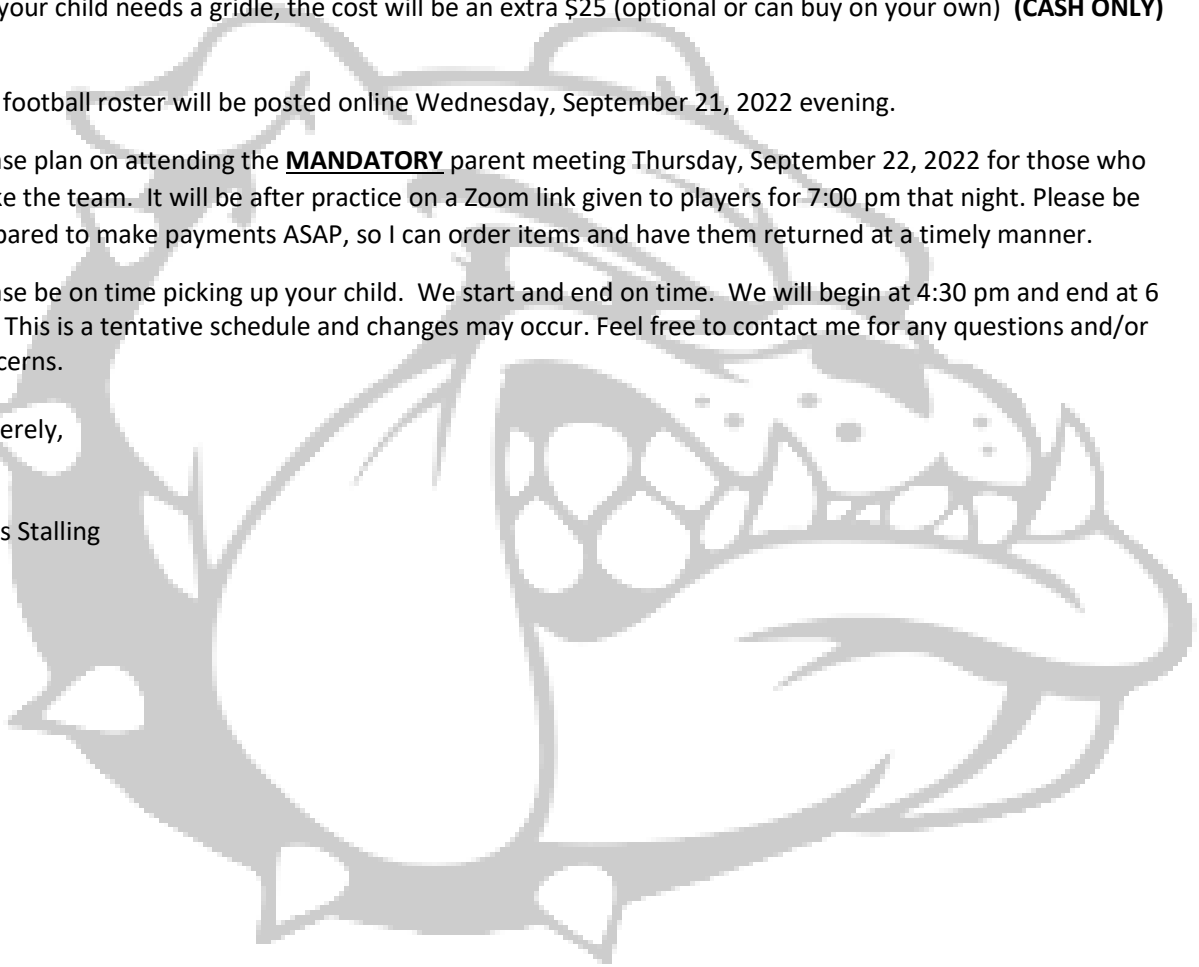 your child needs a gridle, the cost will be an extra $25 (optional or can buy on your own) (CASH ONLY)
football roster will be posted online Wednesday, September 21, 2022 evening.
ase plan on attending the MANDATORY parent meeting Thursday, September 22, 2022 for those who
ke the team. It will be after practice on a Zoom link given to players for 7:00 pm that night. Please be
pared to make payments ASAP, so I can order items and have them returned at a timely manner.
ase be on time picking up your child. We start and end on time. We will begin at 4:30 pm and end at 6
This is a tentative schedule and changes may occur. Feel free to contact me for any questions and/or
cerns.
erely,
s Stalling